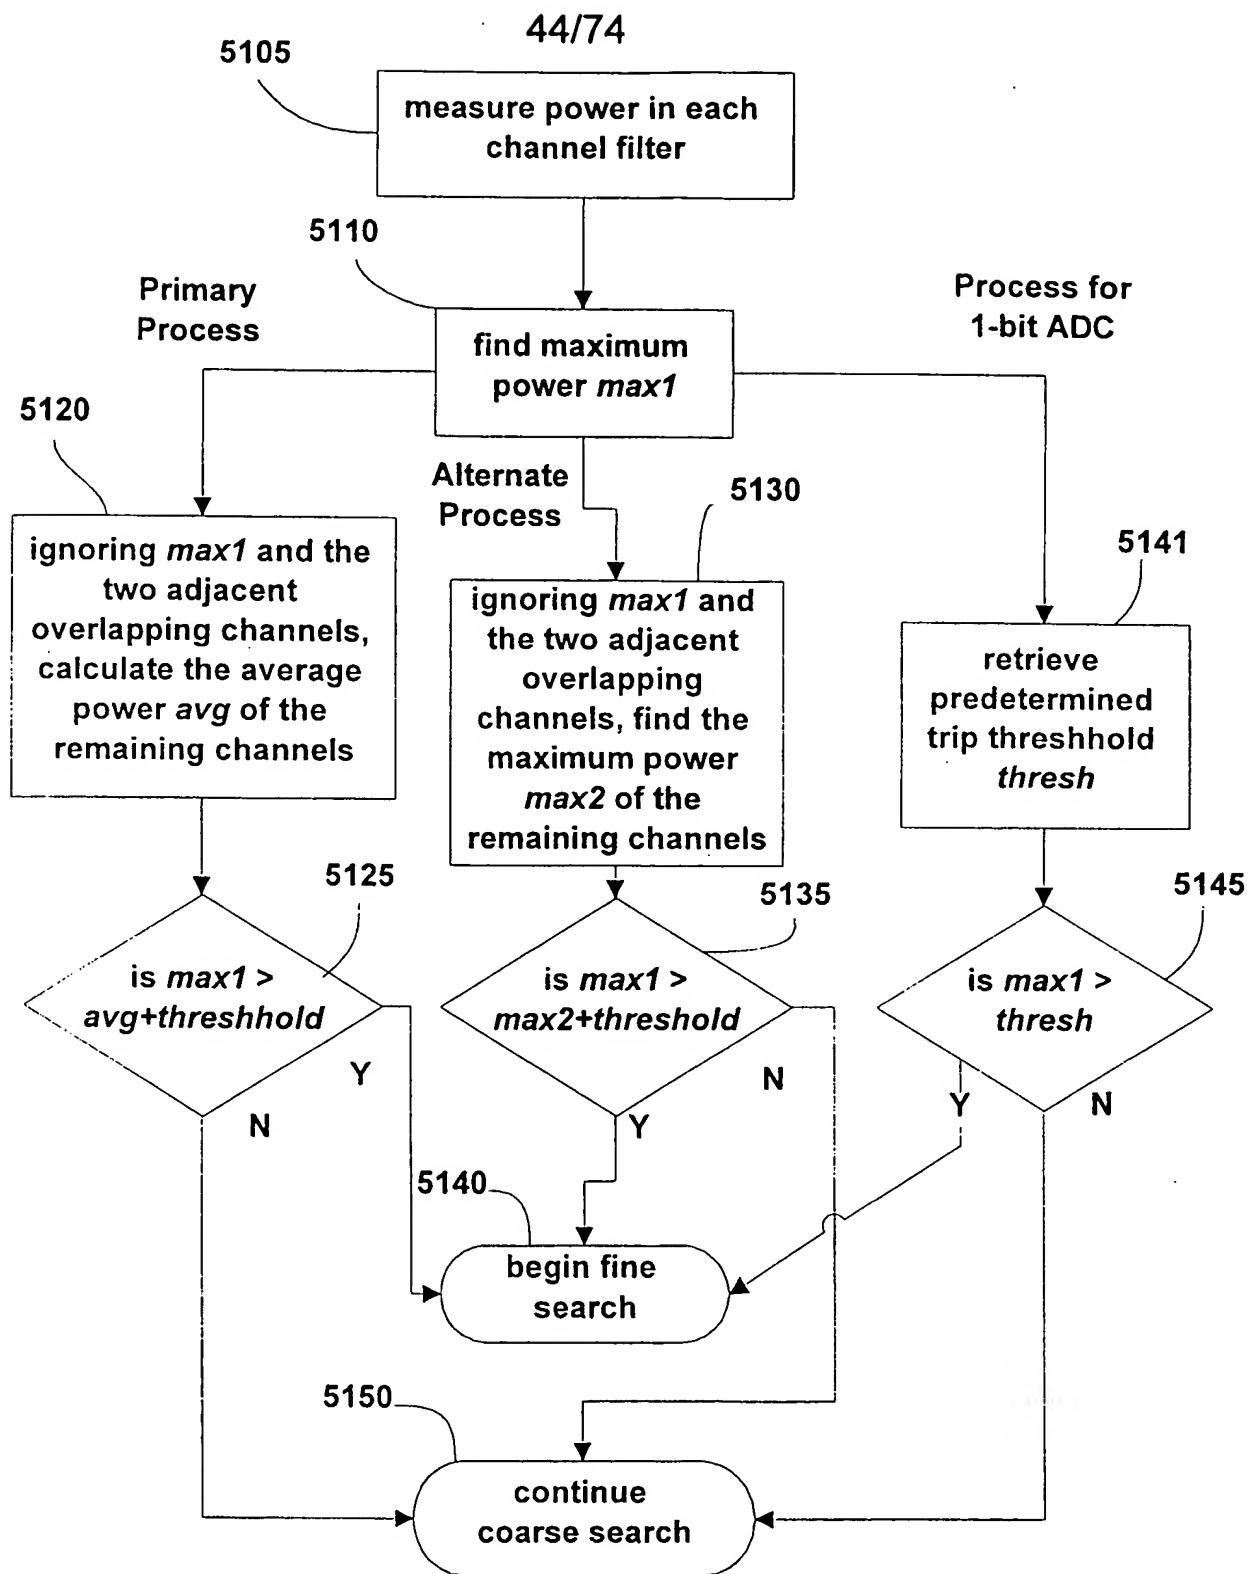 44/74
5105
measure power in each
channel filter
5110
Primary
Process
Process for
1-bit ADC
find maximum
power max1
5120
Alternate
Process
5130
5141
ignoring max1 and the
two adjacent
overlapping channels,
calculate the average
power avg of the
remaining channels
ignoring max1 and
the two adjacent
overlapping
channels, find the
maximum power
max2 of the
remaining channels
retrieve
predetermined
trip threshhold
thresh
5125
5135
5145
is max1 >
avg+threshhold
is max1 >
max2+threshold
is max1 >
thresh
Y
N
N
Y
Y
N
5140
begin fine
search
5150
continue
coarse search